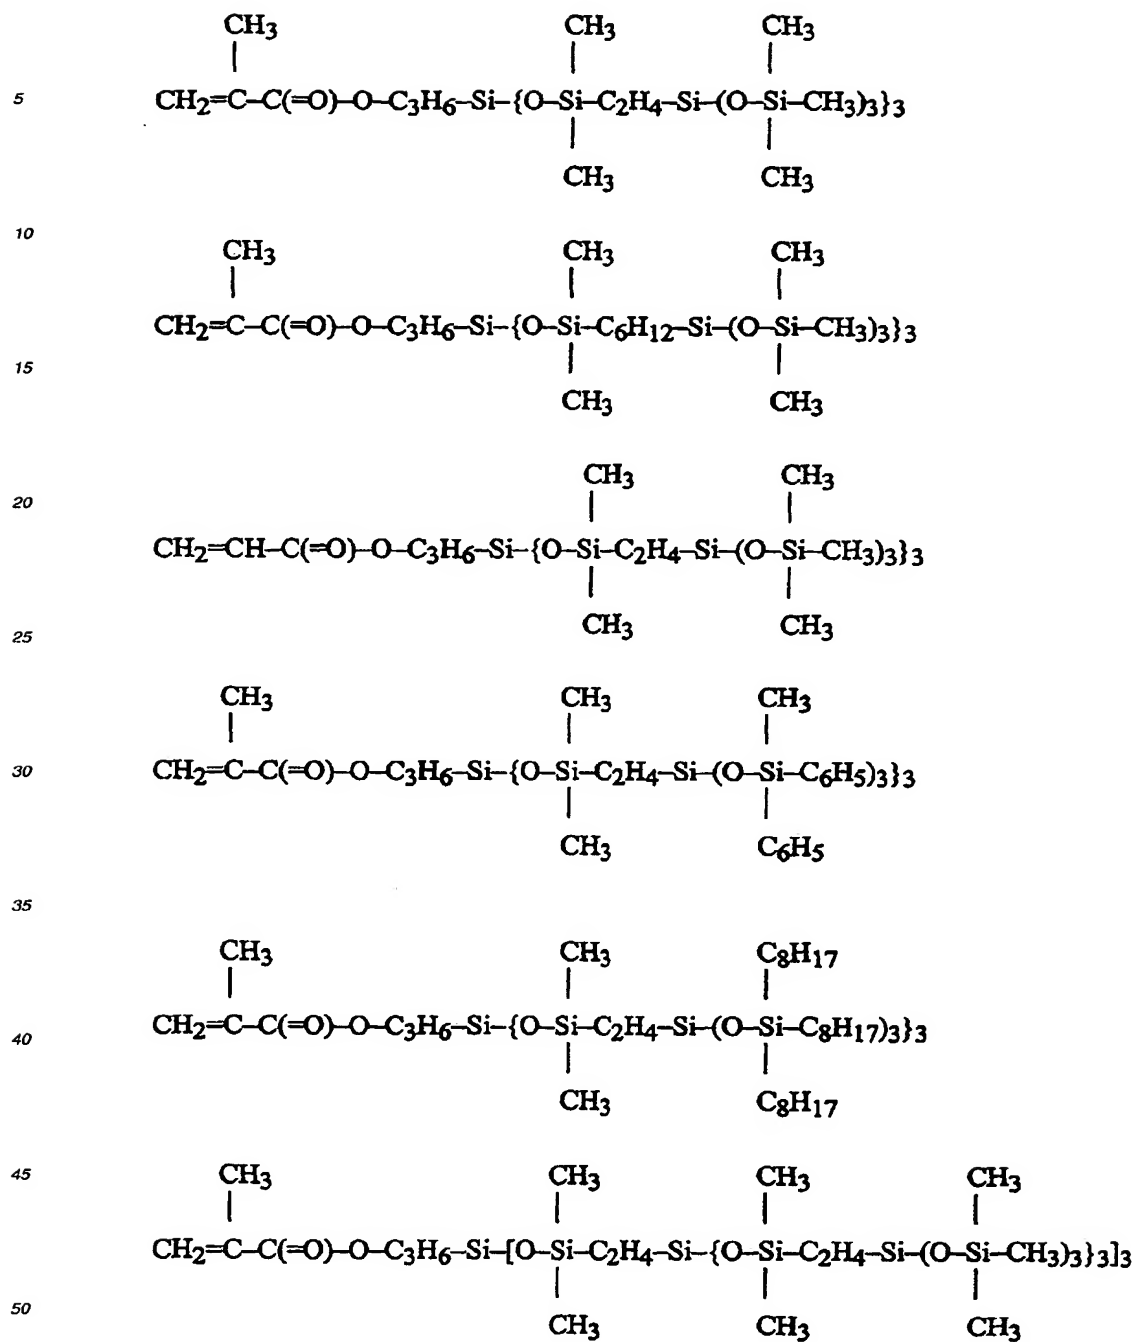 CH3 CH3 CH3
5 CH2=C-C(=O)-O-C3H6-Si-{O-Si-C2H4-Si-(O-Si-CH3)3}3
CH3 CH3
10
CH3 CH3 CH3
CH2=C-C(=O)-O-C3H6-Si-{O-Si-C6H12-Si-(O-Si-CH3)3}3
15
CH3 CH3
CH3 CH3
20
CH2=CH-C(=O)-O-C3H6-Si-{O-Si-C2H4-Si-(O-Si-CH3)3}3
CH3 CH3
25
CH3 CH3 CH3
30 CH2=C-C(=O)-O-C3H6-Si-{O-Si-C2H4-Si-(O-Si-C6H5)3}3
CH3 C6H5
35
CH3 CH3 C8H17
40 CH2=C-C(=O)-O-C3H6-Si-{O-Si-C2H4-Si-(O-Si-C8H17)3}3
CH3 C8H17
45 CH3 CH3 CH3 CH3
CH2=C-C(=O)-O-C3H6-Si-[O-Si-C2H4-Si-{O-Si-C2H4-Si-(O-Si-CH3)3}3]3
50 CH3 CH3 CH3